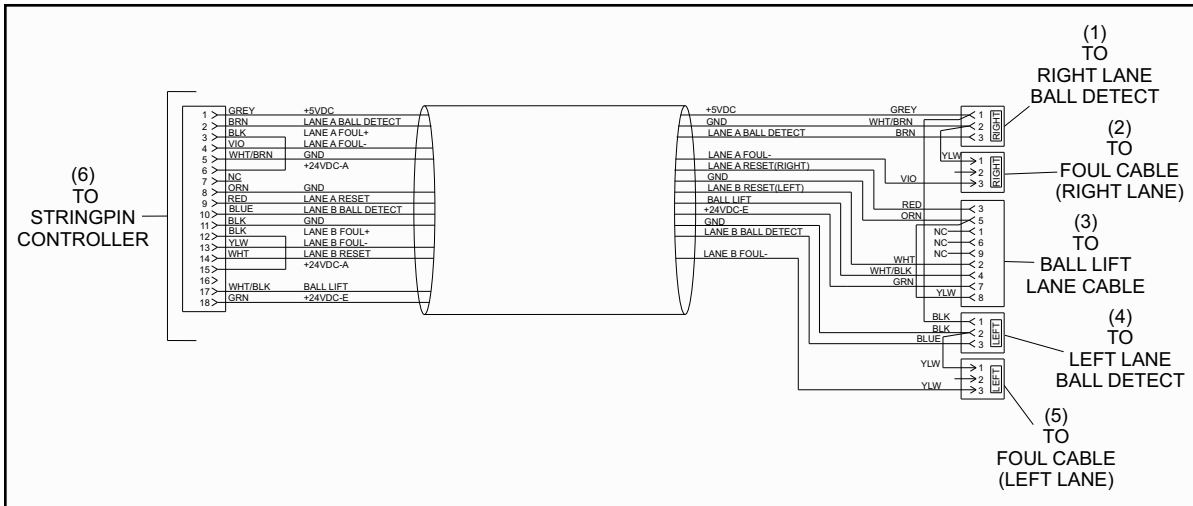 (6)
TO
STRINGPIN
CONTROLLER
1 GREY +5VDC
2 BRN LANE A BALL DETECT
3 BLK LANE A FOUL+
4 VIO LANE A FOUL-
5 WHT/BRN GND
6 +24VDC-A
7 NC
8 ORN GND
9 RED LANE A RESET
10 BLUE LANE B BALL DETECT
11 BLK GND
12 BLK LANE B FOUL+
13 YLW LANE B FOUL-
14 WHT LANE B RESET
15 +24VDC-A
16
17 WHT/BLK BALL LIFT
18 GRN +24VDC-E
+5VDC GREY 1
GND WHT/BRN 2
LANE A BALL DETECT BRN 3
RIGHT
LANE A FOUL-
LANE A RESET(RIGHT)
GND
LANE B RESET(LEFT)
BALL LIFT
+24VDC-E
GND
LANE B BALL DETECT
LANE B FOUL-
YLW 1
2
VIO 3
RIGHT
RED 3
ORN 5
NC 1
NC 6
NC 9
WHT 2
WHT/BLK 4
GRN 7
YLW 8
BLK 1
BLK 2
BLUE 3
LEFT
YLW 1
2
YLW 3
LEFT
(1)
TO
RIGHT LANE
BALL DETECT
(2)
TO
FOUL CABLE
(RIGHT LANE)
(3)
TO
BALL LIFT
LANE CABLE
(4)
TO
LEFT LANE
BALL DETECT
(5)
TO
FOUL CABLE
(LEFT LANE)